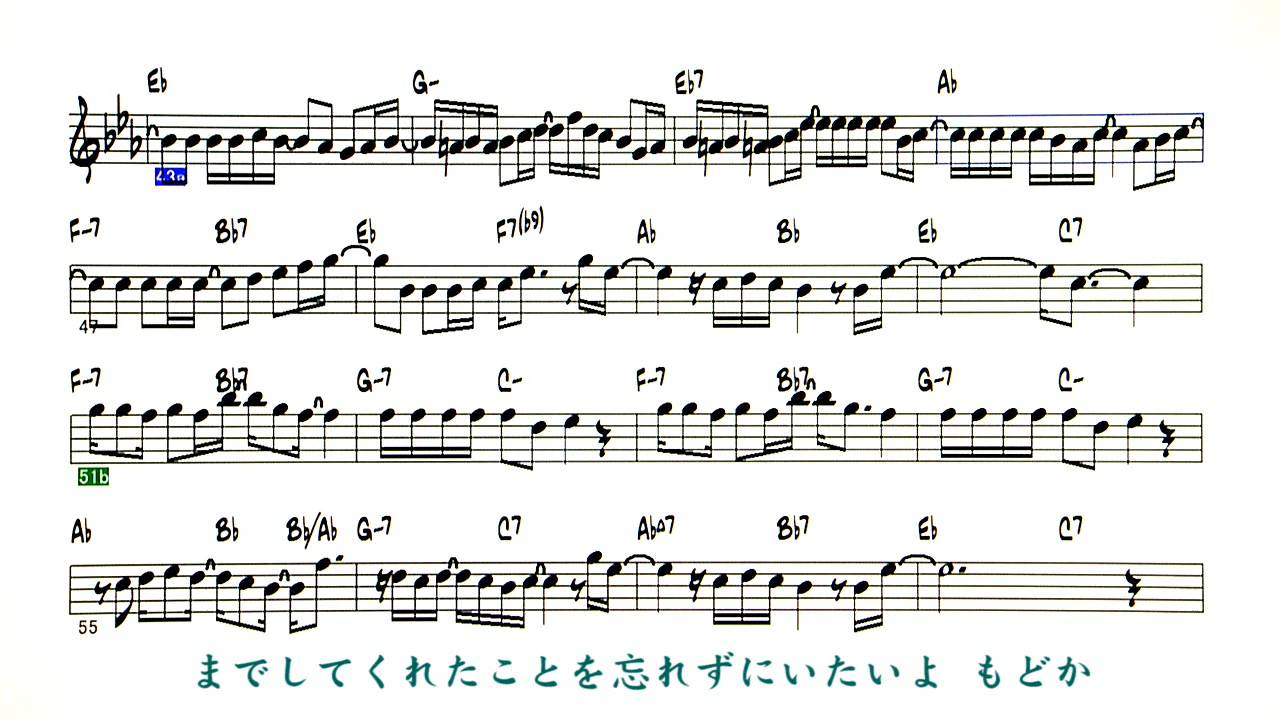 Eb G- Eb7 Ab
43a
F-7 Bb7 Eb F7(b9) Ab Bb Eb C7
47
F-7 Bb7 G-7 C- F-7 Bb7 G-7 C-
51b
Ab Bb Bb/Ab G-7 C7 Ab△7 Bb7 Eb C7
55
までしてくれたことを忘れずにいたいよ もどか